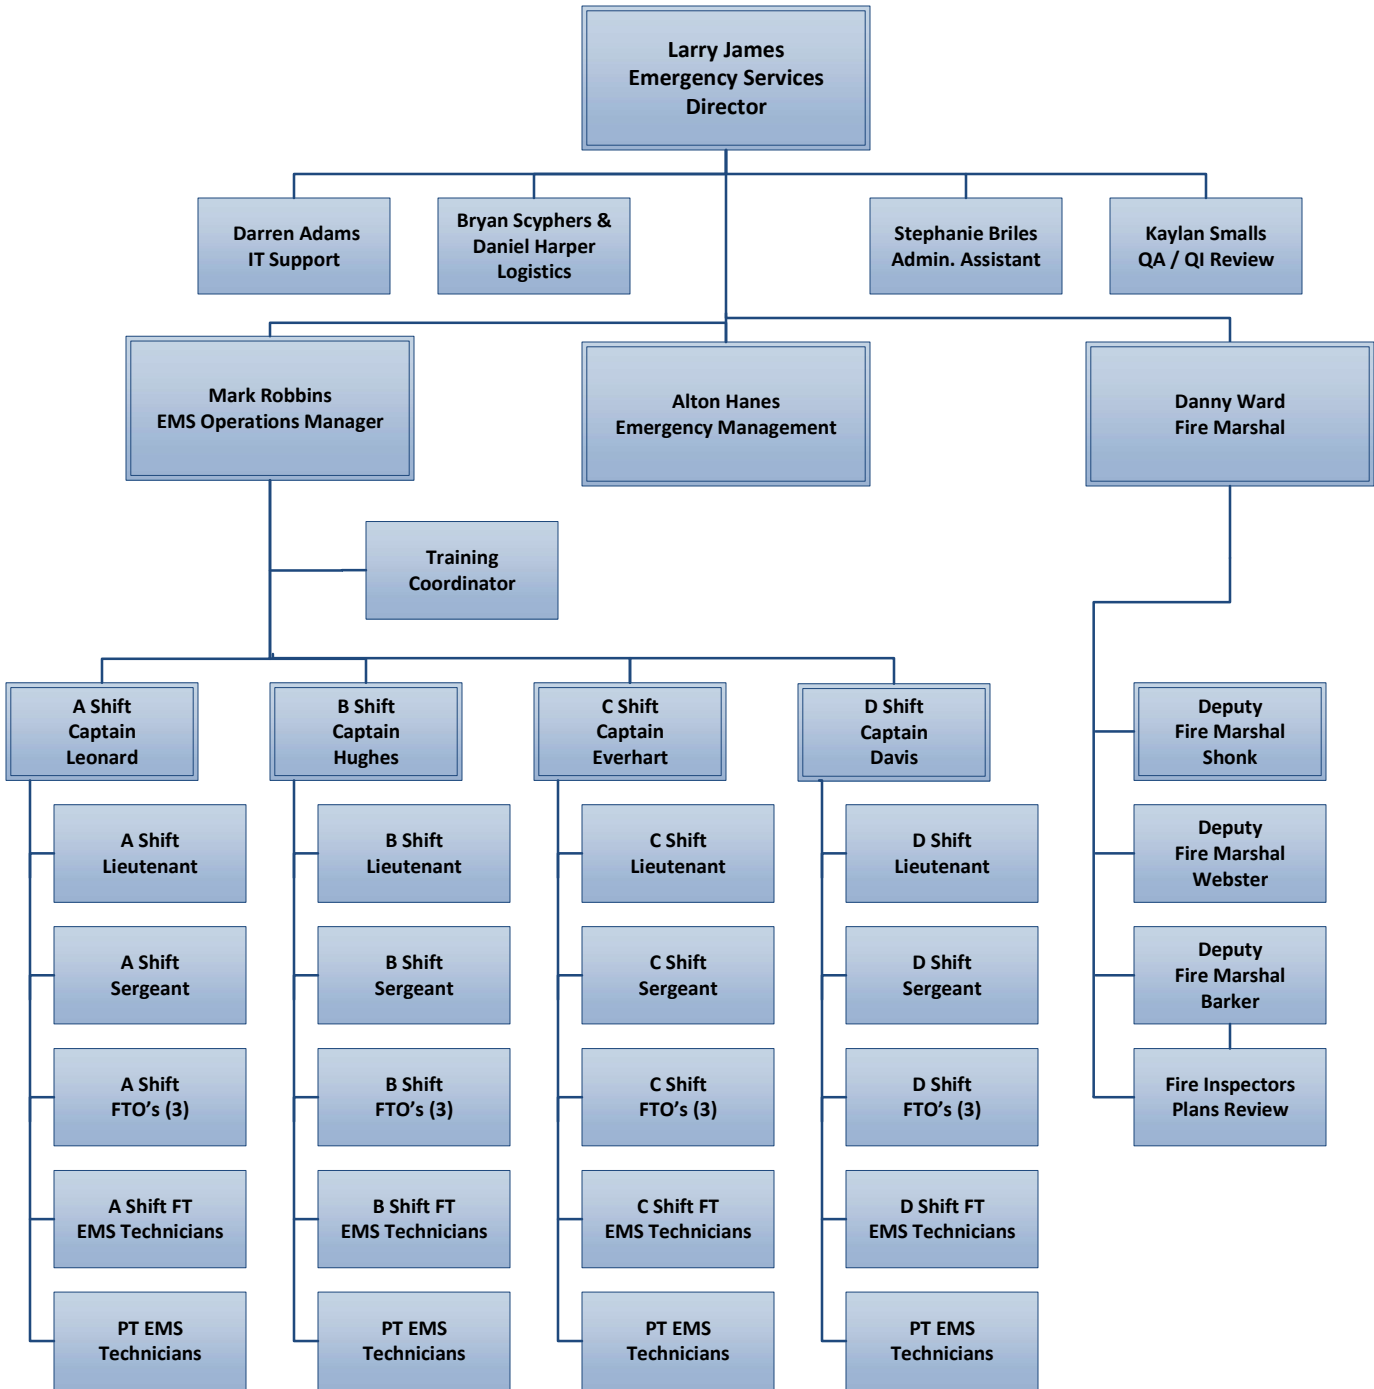 Larry James
Emergency Services
Director
Darren Adams
IT Support
Bryan Scyphers &
Daniel Harper
Logistics
Stephanie Briles
Admin. Assistant
Kaylan Smalls
QA / QI Review
Mark Robbins
EMS Operations Manager
Alton Hanes
Emergency Management
Danny Ward
Fire Marshal
Training
Coordinator
A Shift
Captain
Leonard
B Shift
Captain
Hughes
C Shift
Captain
Everhart
D Shift
Captain
Davis
Deputy
Fire Marshal
Shonk
A Shift
Lieutenant
B Shift
Lieutenant
C Shift
Lieutenant
D Shift
Lieutenant
Deputy
Fire Marshal
Webster
A Shift
Sergeant
B Shift
Sergeant
C Shift
Sergeant
D Shift
Sergeant
Deputy
Fire Marshal
Barker
A Shift
FTO’s (3)
B Shift
FTO’s (3)
C Shift
FTO’s (3)
D Shift
FTO’s (3)
Fire Inspectors
Plans Review
A Shift FT
EMS Technicians
B Shift FT
EMS Technicians
C Shift FT
EMS Technicians
D Shift FT
EMS Technicians
PT EMS
Technicians
PT EMS
Technicians
PT EMS
Technicians
PT EMS
Technicians